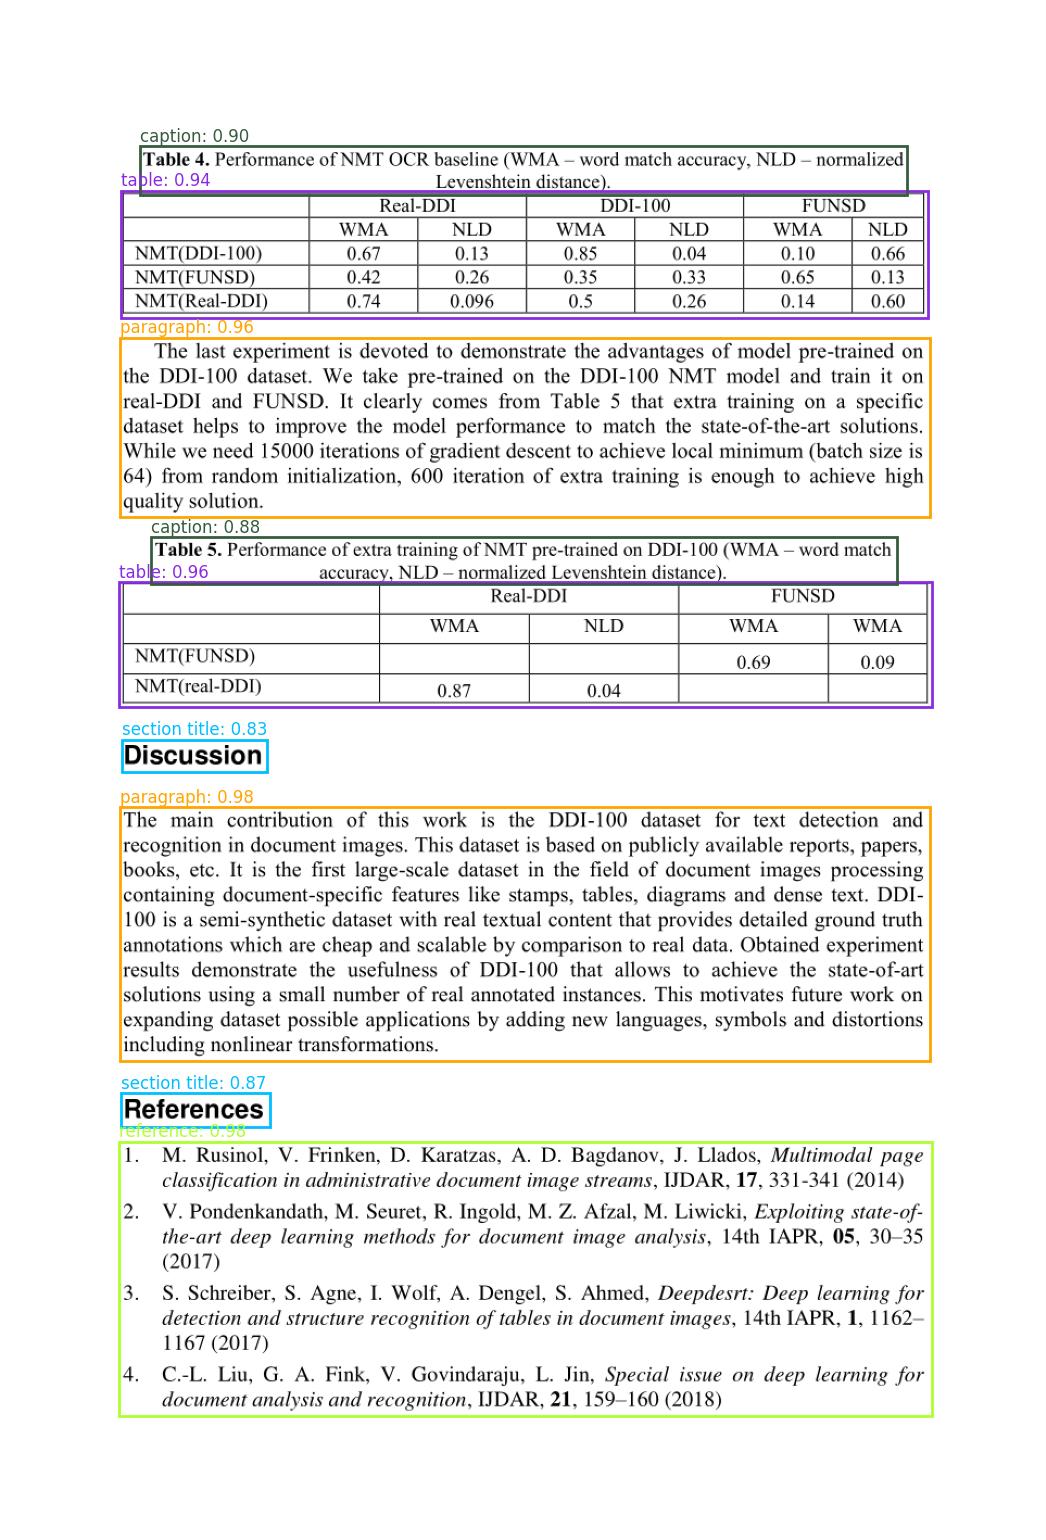 caption: 0.90
Table 4. Performance of NMT OCR baseline (WMA – word match accuracy, NLD – normalized
Levenshtein distance).
table: 0.94
Real-DDI DDI-100 FUNSD
WMA NLD WMA NLD WMA NLD
NMT(DDI-100) 0.67 0.13 0.85 0.04 0.10 0.66
NMT(FUNSD) 0.42 0.26 0.35 0.33 0.65 0.13
NMT(Real-DDI) 0.74 0.096 0.5 0.26 0.14 0.60
paragraph: 0.96
The last experiment is devoted to demonstrate the advantages of model pre-trained on
the DDI-100 dataset. We take pre-trained on the DDI-100 NMT model and train it on
real-DDI and FUNSD. It clearly comes from Table 5 that extra training on a specific
dataset helps to improve the model performance to match the state-of-the-art solutions.
While we need 15000 iterations of gradient descent to achieve local minimum (batch size is
64) from random initialization, 600 iteration of extra training is enough to achieve high
quality solution.
caption: 0.88
Table 5. Performance of extra training of NMT pre-trained on DDI-100 (WMA – word match
accuracy, NLD – normalized Levenshtein distance).
table: 0.96
Real-DDI FUNSD
WMA NLD WMA WMA
NMT(FUNSD) 0.69 0.09
NMT(real-DDI) 0.87 0.04
section title: 0.83
Discussion
paragraph: 0.98
The main contribution of this work is the DDI-100 dataset for text detection and
recognition in document images. This dataset is based on publicly available reports, papers,
books, etc. It is the first large-scale dataset in the field of document images processing
containing document-specific features like stamps, tables, diagrams and dense text. DDI-
100 is a semi-synthetic dataset with real textual content that provides detailed ground truth
annotations which are cheap and scalable by comparison to real data. Obtained experiment
results demonstrate the usefulness of DDI-100 that allows to achieve the state-of-art
solutions using a small number of real annotated instances. This motivates future work on
expanding dataset possible applications by adding new languages, symbols and distortions
including nonlinear transformations.
section title: 0.87
References
reference: 0.98
1. M. Rusinol, V. Frinken, D. Karatzas, A. D. Bagdanov, J. Llados, Multimodal page
classification in administrative document image streams, IJDAR, 17, 331-341 (2014)
2. V. Pondenkandath, M. Seuret, R. Ingold, M. Z. Afzal, M. Liwicki, Exploiting state-of-
the-art deep learning methods for document image analysis, 14th IAPR, 05, 30–35
(2017)
3. S. Schreiber, S. Agne, I. Wolf, A. Dengel, S. Ahmed, Deepdesrt: Deep learning for
detection and structure recognition of tables in document images, 14th IAPR, 1, 1162–
1167 (2017)
4. C.-L. Liu, G. A. Fink, V. Govindaraju, L. Jin, Special issue on deep learning for
document analysis and recognition, IJDAR, 21, 159–160 (2018)